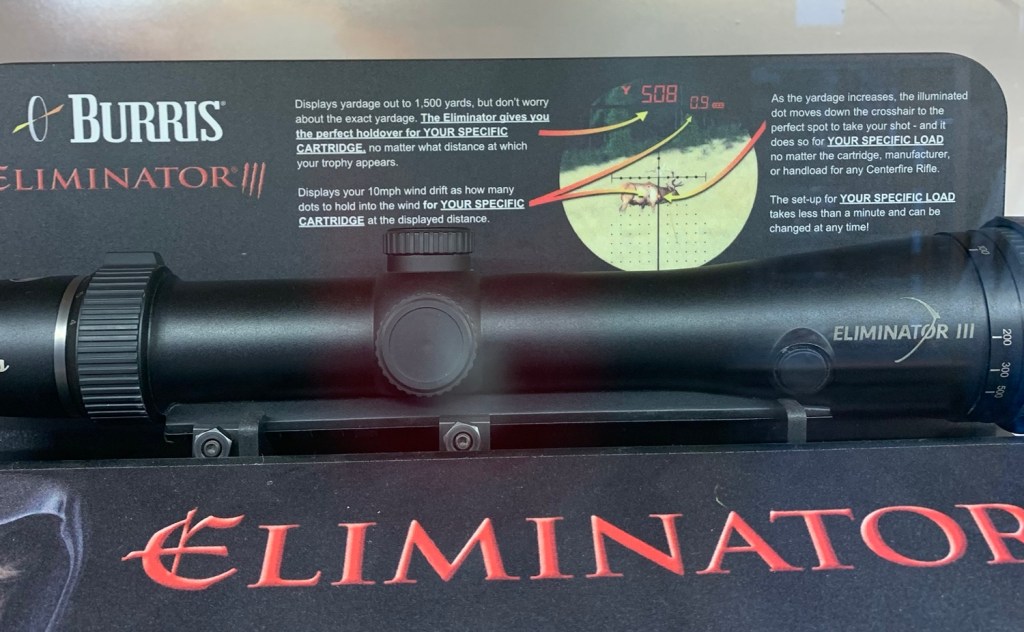 BURRIS®
ELIMINATOR® III
Displays yardage out to 1,500 yards, but don't worry
about the exact yardage. The Eliminator gives you
the perfect holdover for YOUR SPECIFIC
CARTRIDGE, no matter what distance at which
your trophy appears.
Displays your 10mph wind drift as how many
dots to hold into the wind for YOUR SPECIFIC
CARTRIDGE at the displayed distance.
Y 508
0.9
As the yardage increases, the illuminated
dot moves down the crosshair to the
perfect spot to take your shot - and it
does so for YOUR SPECIFIC LOAD
no matter the cartridge, manufacturer,
or handload for any Centerfire Rifle.
The set-up for YOUR SPECIFIC LOAD
takes less than a minute and can be
changed at any time!
ELIMINATOR III
200
300
500
ELIMINATOR